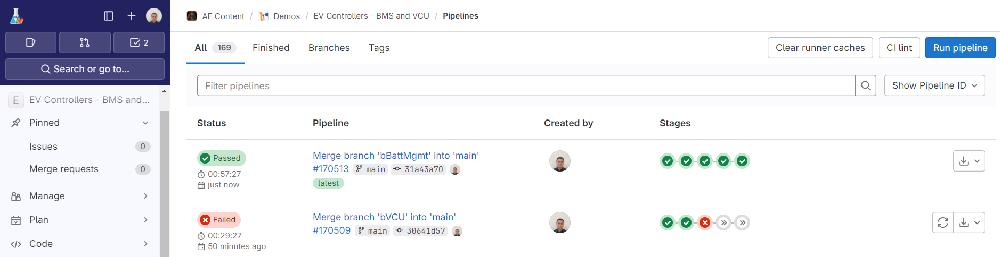 AE Content / Demos / EV Controllers - BMS and VCU / Pipelines
2
Search or go to...
E EV Controllers - BMS and...
Pinned
Issues 0
Merge requests 0
Manage
Plan
Code
All 169 Finished Branches Tags
Clear runner caches CI lint Run pipeline
Filter pipelines Show Pipeline ID
Status Pipeline Created by Stages
Passed
00:57:27
just now
Merge branch 'bBattMgmt' into 'main'
#170513 main 31a43a70
latest
Failed
00:29:27
50 minutes ago
Merge branch 'bVCU' into 'main'
#170509 main 30641d57